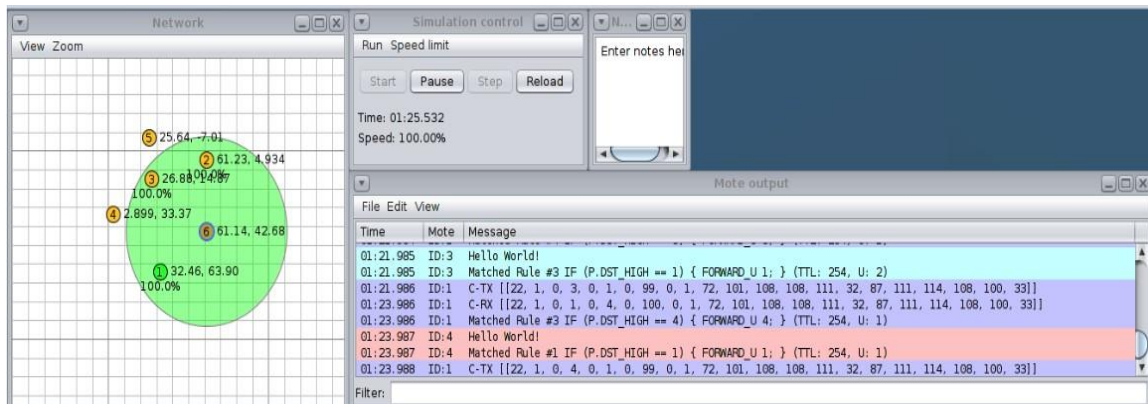 Network
View Zoom
5 25.64, -7.01
2 61.23, 4.934
100.0%
3 26.88, 14.87
100.0%
4 2.899, 33.37
6 61.14, 42.68
1 32.46, 63.90
100.0%
Simulation control
Run Speed limit
Start Pause Step Reload
Time: 01:25.532
Speed: 100.00%
N...
Enter notes her
Mote output
File Edit View
Time Mote Message
01:21.985 ID:3 Hello World!
01:21.985 ID:3 Matched Rule #3 IF (P.DST_HIGH == 1) { FORWARD_U 1; } (TTL: 254, U: 2)
01:21.986 ID:1 C-TX [[22, 1, 0, 3, 0, 1, 0, 99, 0, 1, 72, 101, 108, 108, 111, 32, 87, 111, 114, 108, 100, 33]]
01:23.986 ID:1 C-RX [[22, 1, 0, 1, 0, 4, 0, 100, 0, 1, 72, 101, 108, 108, 111, 32, 87, 111, 114, 108, 100, 33]]
01:23.986 ID:1 Matched Rule #3 IF (P.DST_HIGH == 4) { FORWARD_U 4; } (TTL: 254, U: 1)
01:23.987 ID:4 Hello World!
01:23.987 ID:4 Matched Rule #1 IF (P.DST_HIGH == 1) { FORWARD_U 1; } (TTL: 254, U: 1)
01:23.988 ID:1 C-TX [[22, 1, 0, 4, 0, 1, 0, 99, 0, 1, 72, 101, 108, 108, 111, 32, 87, 111, 114, 108, 100, 33]]
Filter: